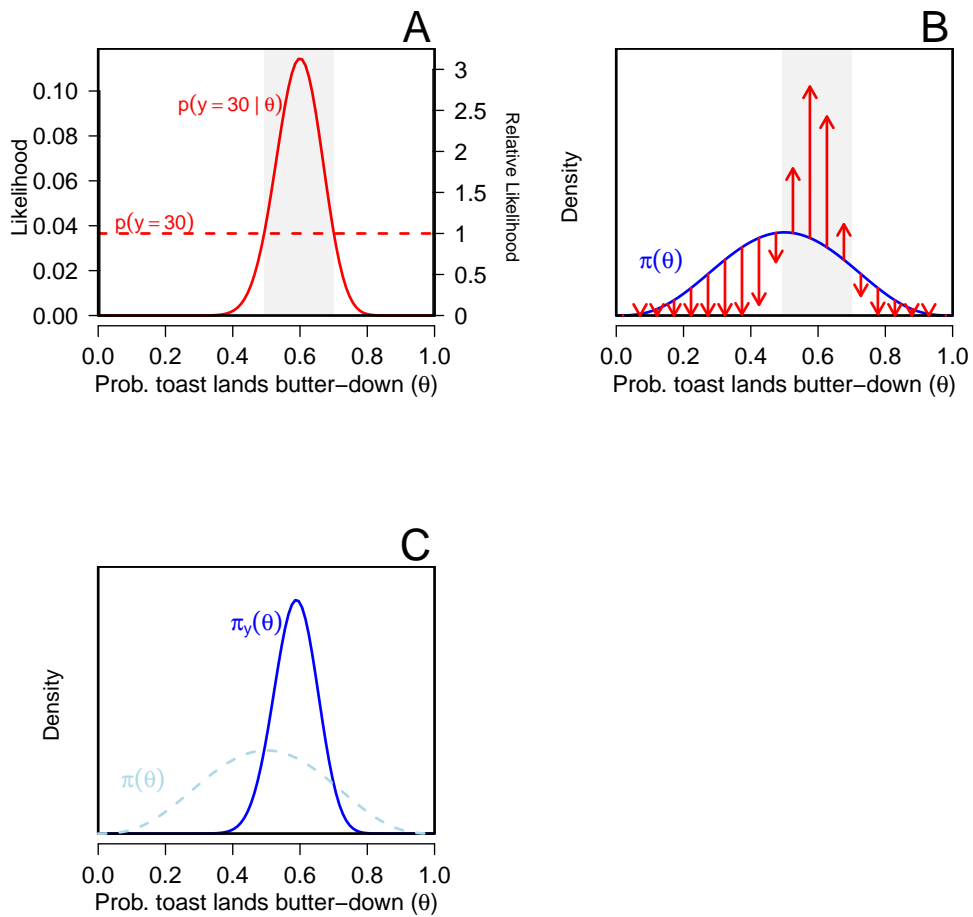 A
Likelihood
0.10
0.08
0.06
0.04
0.02
0.00
p(y = 30 | θ)
p(y = 30)
3
2.5
2
1.5
1
0.5
0
Relative Likelihood
0.0 0.2 0.4 0.6 0.8 1.0
Prob. toast lands butter−down (θ)
B
Density
π(θ)
0.0 0.2 0.4 0.6 0.8 1.0
Prob. toast lands butter−down (θ)
C
Density
π_y(θ)
π(θ)
0.0 0.2 0.4 0.6 0.8 1.0
Prob. toast lands butter−down (θ)